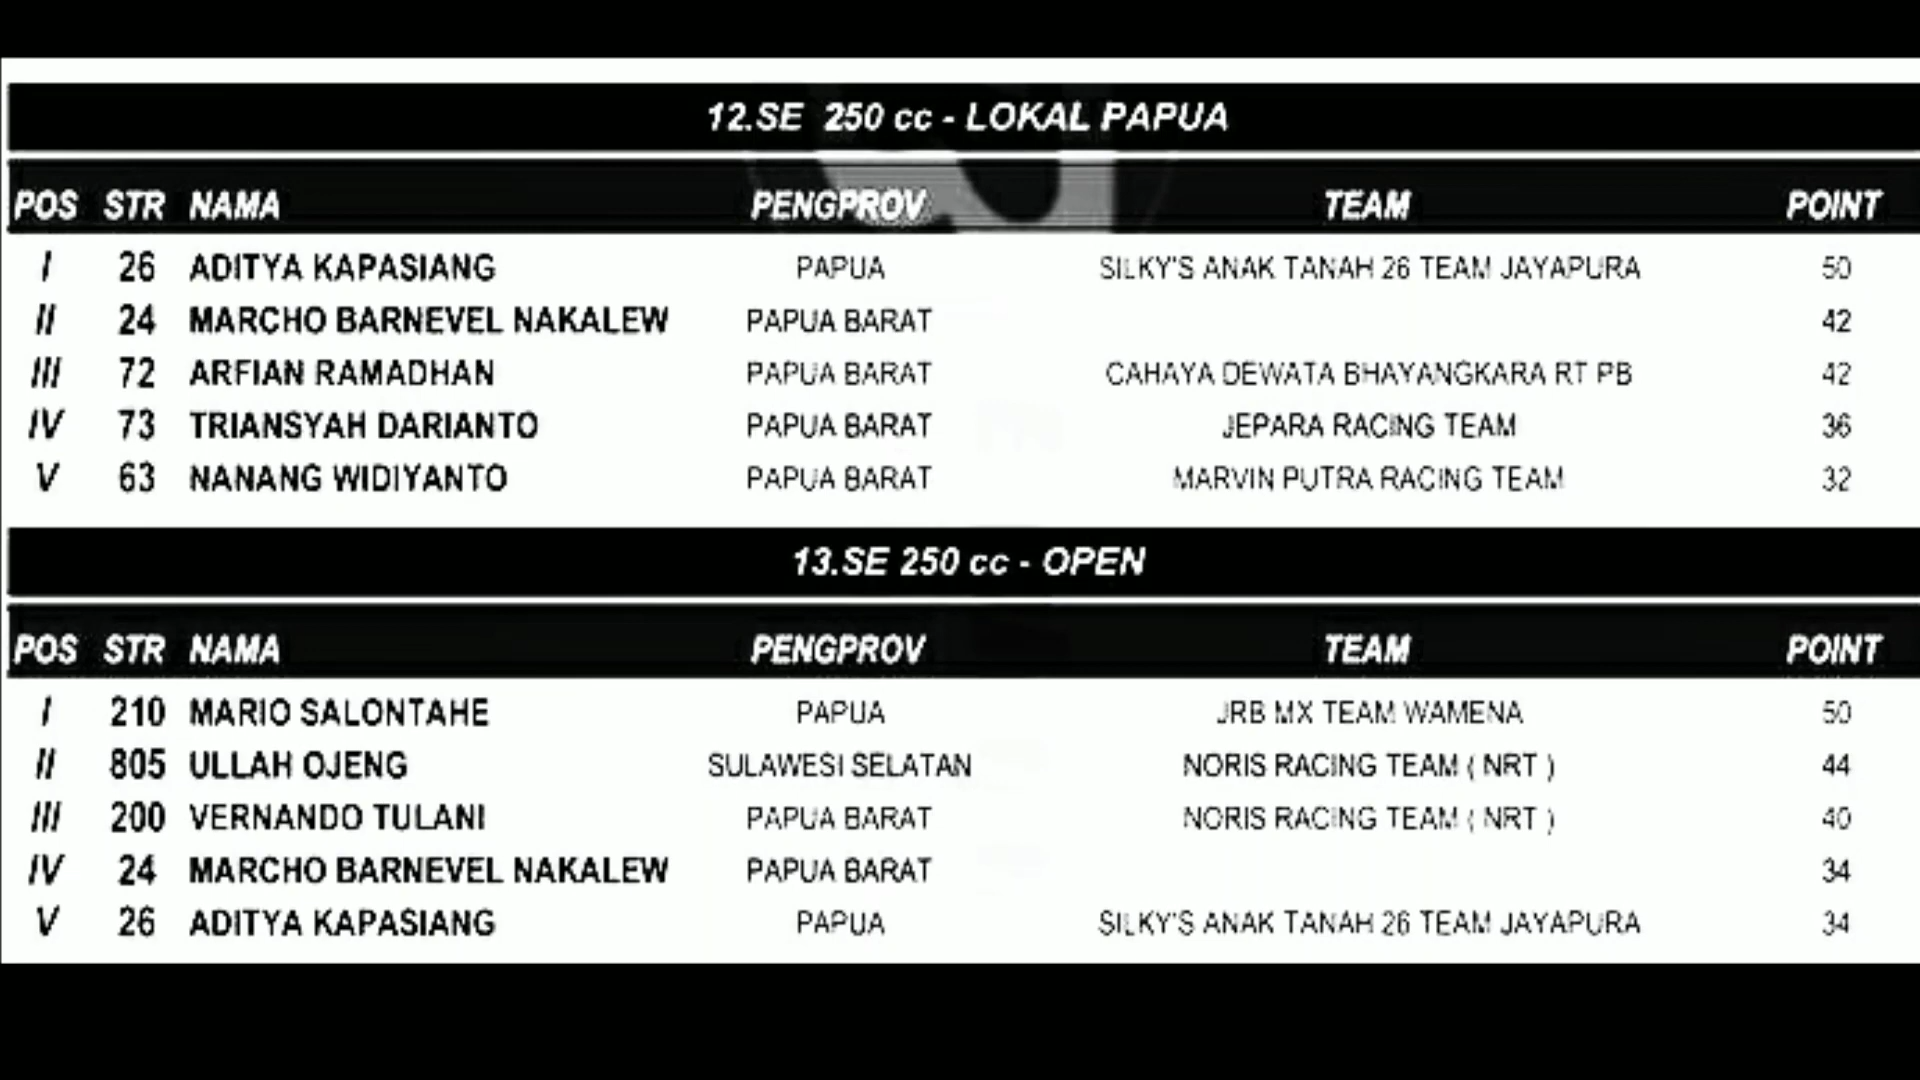 12.SE 250 cc - LOKAL PAPUA
POS STR NAMA PENGPROV TEAM POINT
I 26 ADITYA KAPASIANG PAPUA SILKY'S ANAK TANAH 26 TEAM JAYAPURA 50
II 24 MARCHO BARNEVEL NAKALEW PAPUA BARAT 42
III 72 ARFIAN RAMADHAN PAPUA BARAT CAHAYA DEWATA BHAYANGKARA RT PB 42
IV 73 TRIANSYAH DARIANTO PAPUA BARAT JEPARA RACING TEAM 36
V 63 NANANG WIDIYANTO PAPUA BARAT MARVIN PUTRA RACING TEAM 32
13.SE 250 cc - OPEN
POS STR NAMA PENGPROV TEAM POINT
I 210 MARIO SALONTAHE PAPUA JRB MX TEAM WAMENA 50
II 805 ULLAH OJENG SULAWESI SELATAN NORIS RACING TEAM ( NRT ) 44
III 200 VERNANDO TULANI PAPUA BARAT NORIS RACING TEAM ( NRT ) 40
IV 24 MARCHO BARNEVEL NAKALEW PAPUA BARAT 34
V 26 ADITYA KAPASIANG PAPUA SILKY'S ANAK TANAH 26 TEAM JAYAPURA 34